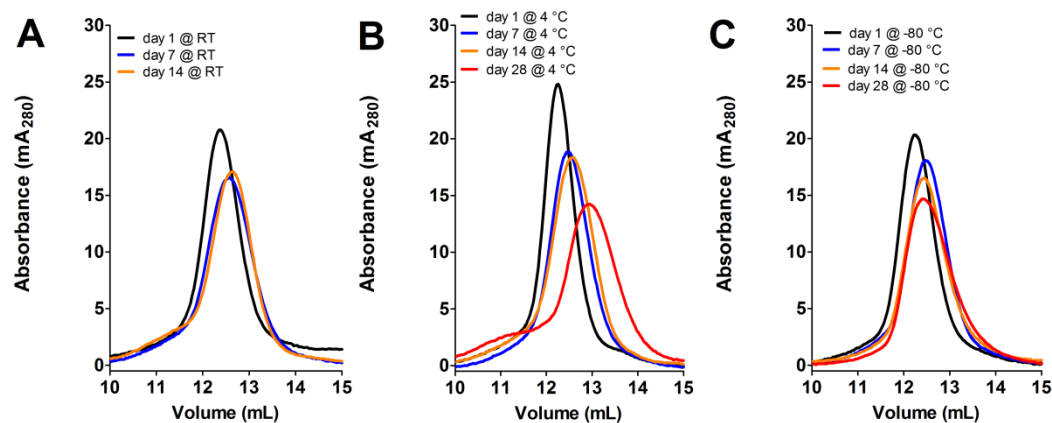 A
day 1 @ RT
day 7 @ RT
day 14 @ RT
Absorbance (mA280)
30
25
20
15
10
5
0
10 11 12 13 14 15
Volume (mL)
B
day 1 @ 4 °C
day 7 @ 4 °C
day 14 @ 4 °C
day 28 @ 4 °C
Absorbance (mA280)
30
25
20
15
10
5
0
10 11 12 13 14 15
Volume (mL)
C
day 1 @ -80 °C
day 7 @ -80 °C
day 14 @ -80 °C
day 28 @ -80 °C
Absorbance (mA280)
30
25
20
15
10
5
0
10 11 12 13 14 15
Volume (mL)